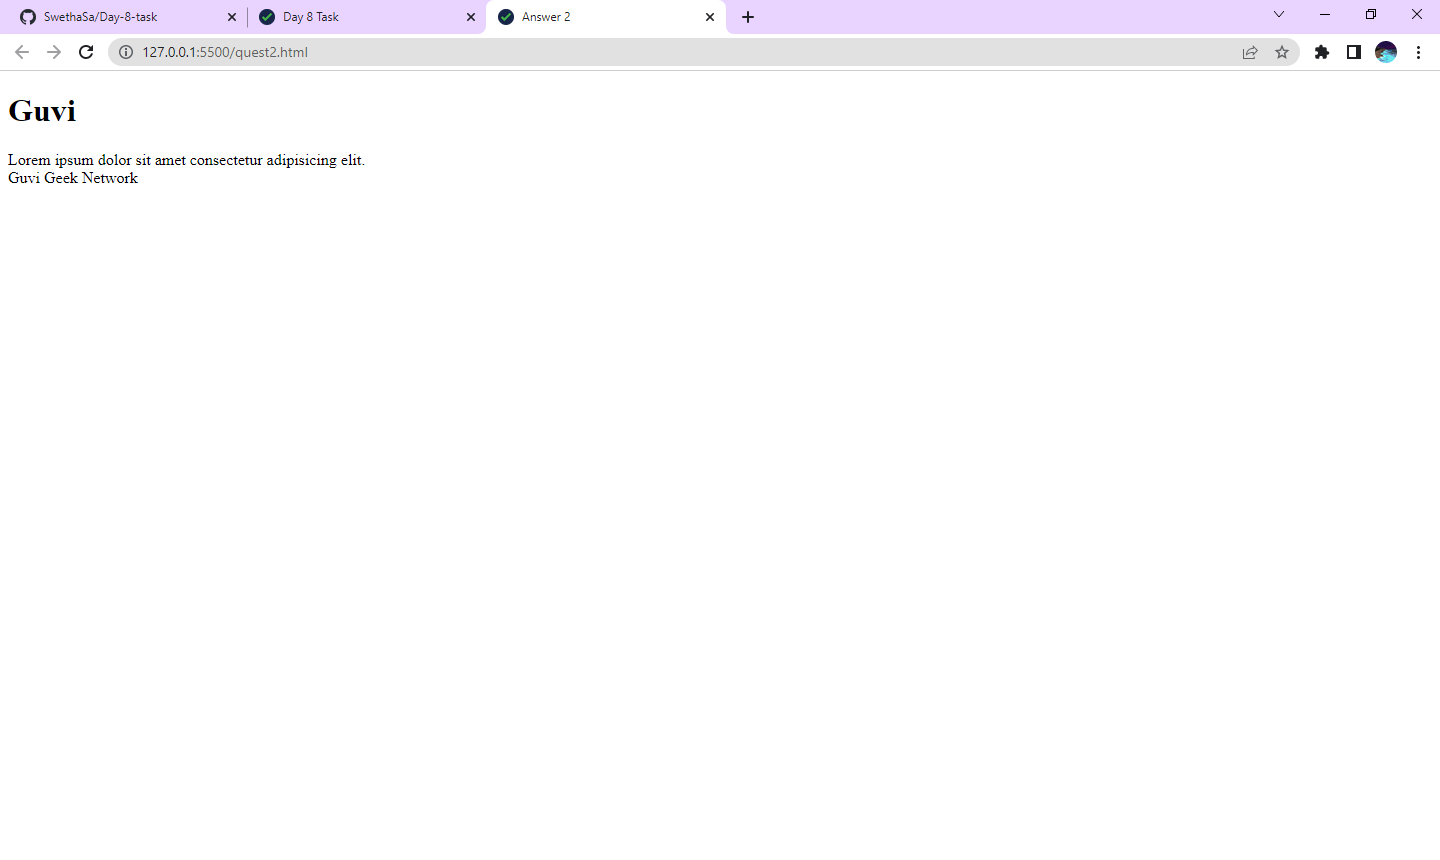 SwethaSa/Day-8-task
Day 8 Task
Answer 2
127.0.0.1:5500/quest2.html
Guvi
Lorem ipsum dolor sit amet consectetur adipisicing elit.
Guvi Geek Network